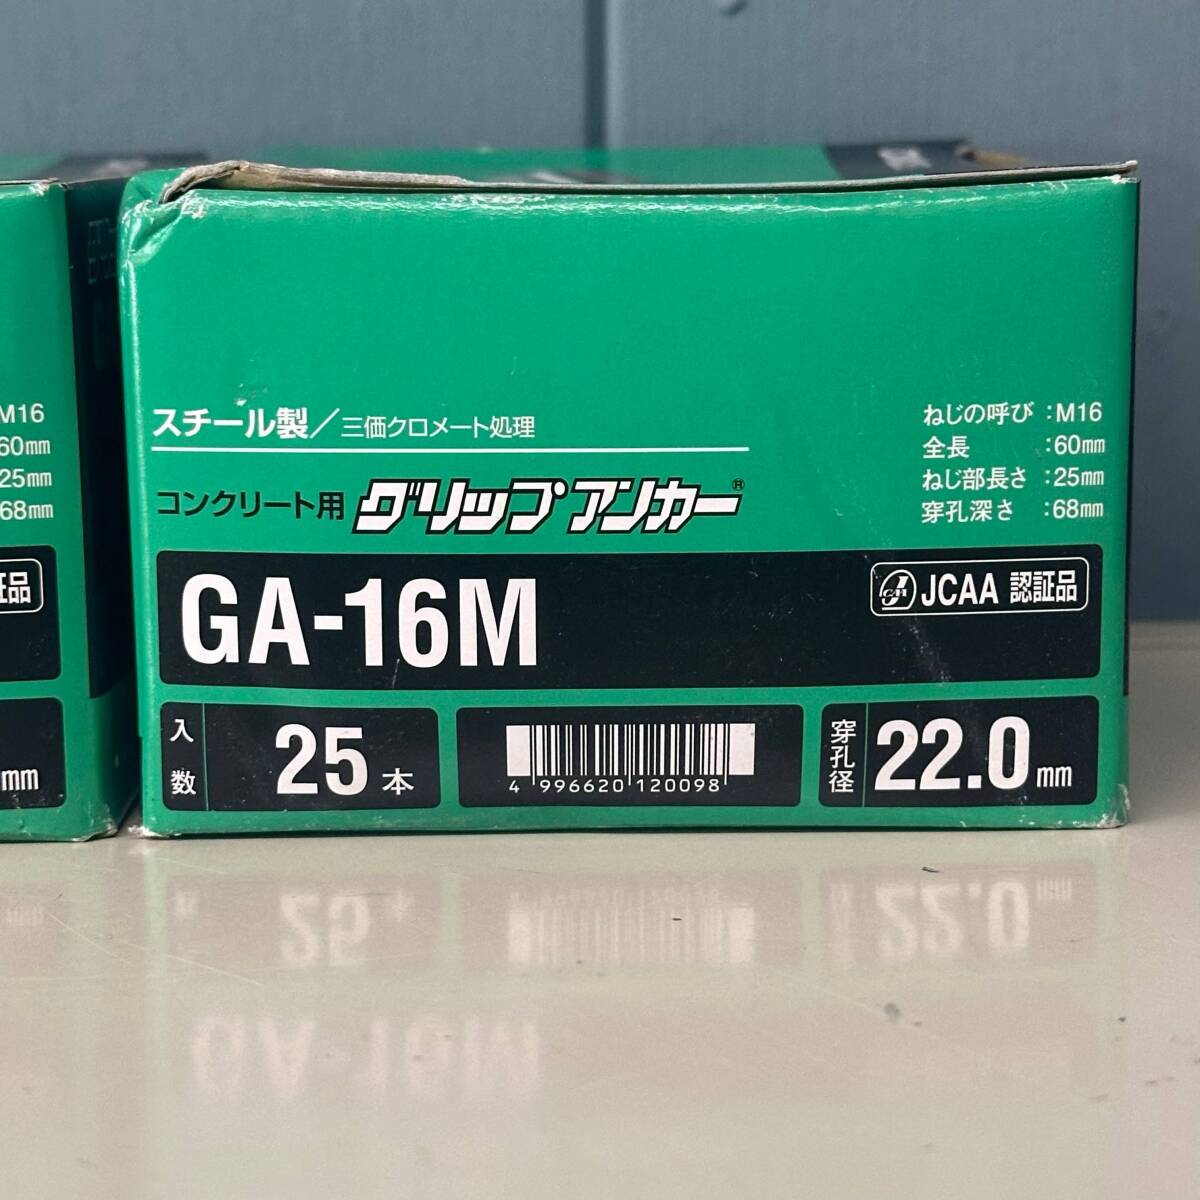 スチール製/三価クロメート処理
コンクリート用 グリップアンカー®
ねじの呼び :M16
全長 :60mm
ねじ部長さ :25mm
穿孔深さ :68mm
GA-16M
JCAA 認証品
入数 25本
4 996620 120098
穿孔径 22.0mm
M16
60mm
25mm
68mm
証品
mm